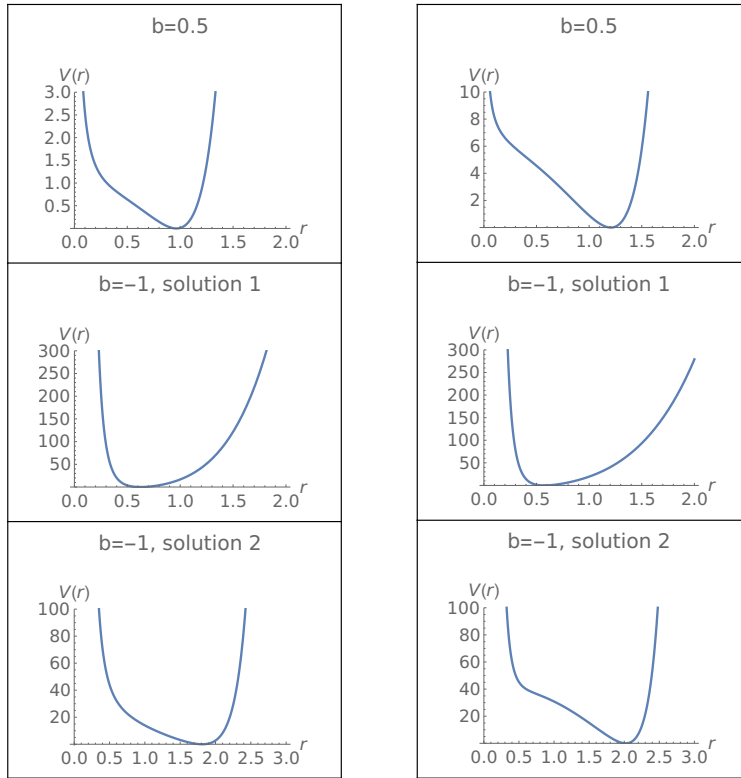 b=0.5
V(r)
3.0
2.5
2.0
1.5
1.0
0.5
0.0 0.5 1.0 1.5 2.0 r
b=0.5
V(r)
10
8
6
4
2
0.0 0.5 1.0 1.5 2.0 r
b=−1, solution 1
V(r)
300
250
200
150
100
50
0.0 0.5 1.0 1.5 2.0 r
b=−1, solution 1
V(r)
300
250
200
150
100
50
0.0 0.5 1.0 1.5 2.0 r
b=−1, solution 2
V(r)
100
80
60
40
20
0.0 0.5 1.0 1.5 2.0 2.5 3.0 r
b=−1, solution 2
V(r)
100
80
60
40
20
0.0 0.5 1.0 1.5 2.0 2.5 3.0 r